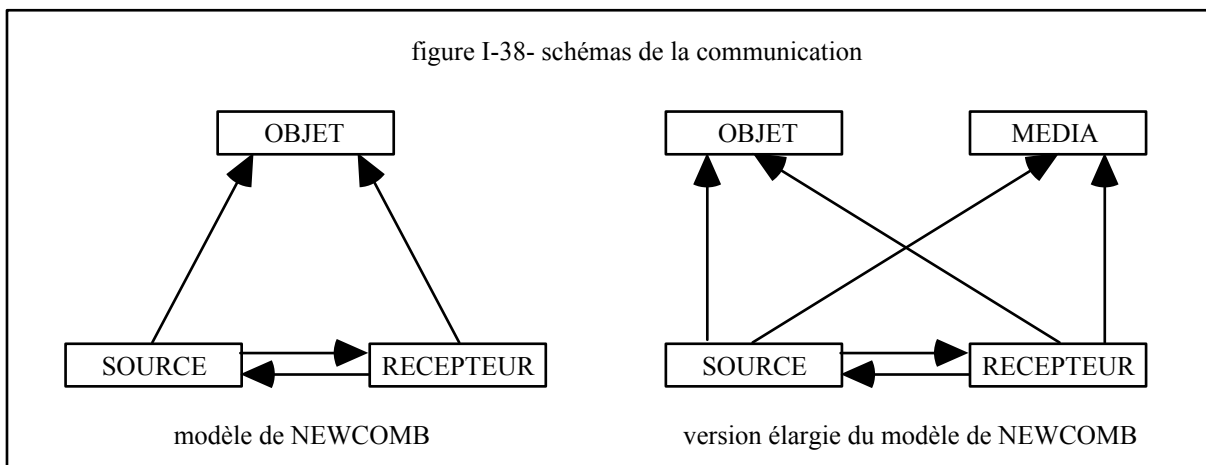 figure I-38- schémas de la communication
OBJET
SOURCE
RECEPTEUR
modèle de NEWCOMB
OBJET
MEDIA
SOURCE
RECEPTEUR
version élargie du modèle de NEWCOMB